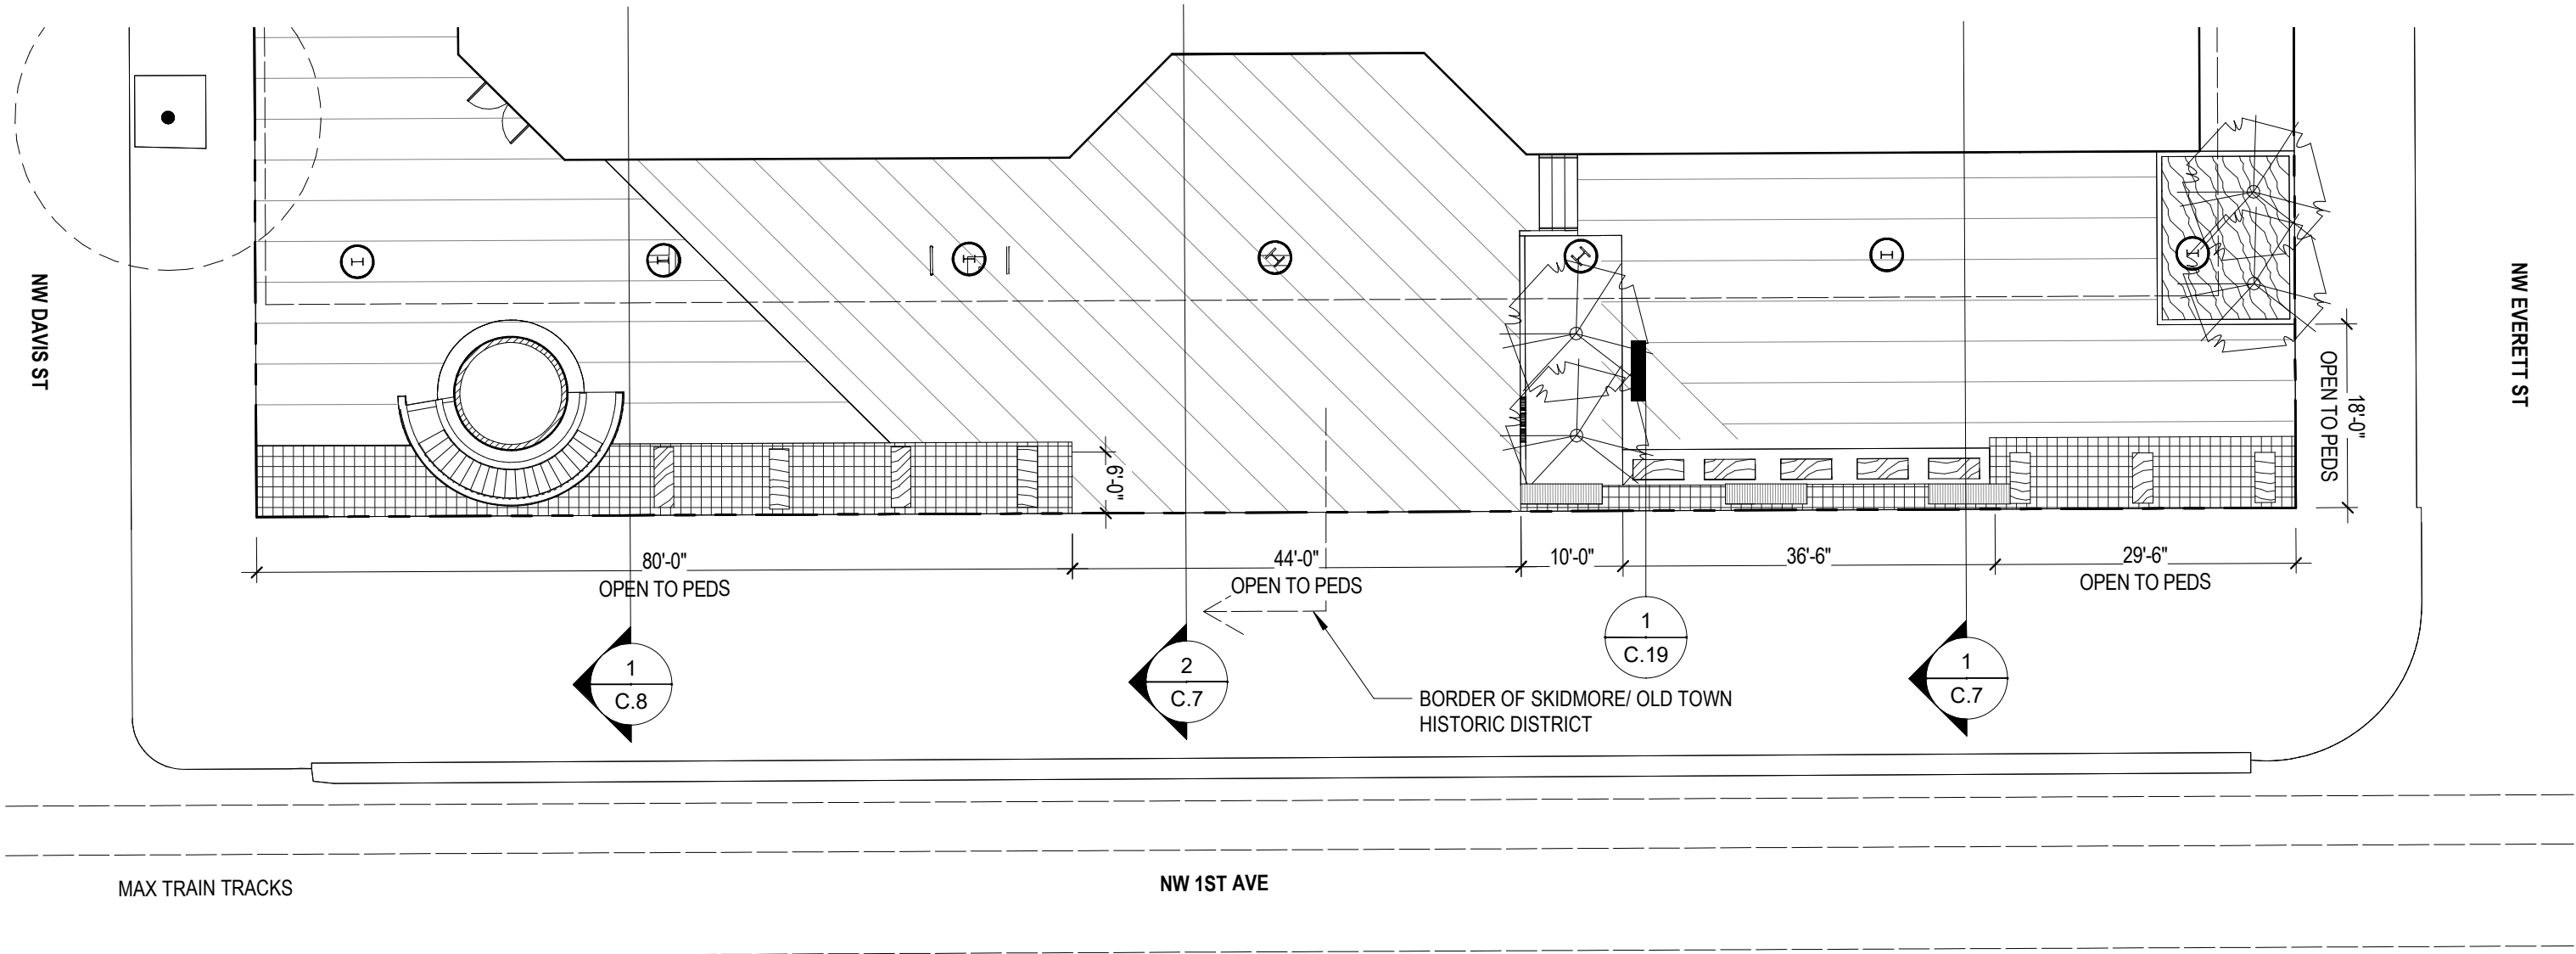 NW DAVIS ST
NW EVERETT ST
18'-0"
OPEN TO PEDS
6'-0"
80'-0"
OPEN TO PEDS
44'-0"
OPEN TO PEDS
10'-0"
36'-6"
29'-6"
OPEN TO PEDS
1
C.8
2
C.7
1
C.19
1
C.7
BORDER OF SKIDMORE/ OLD TOWN
HISTORIC DISTRICT
MAX TRAIN TRACKS
NW 1ST AVE